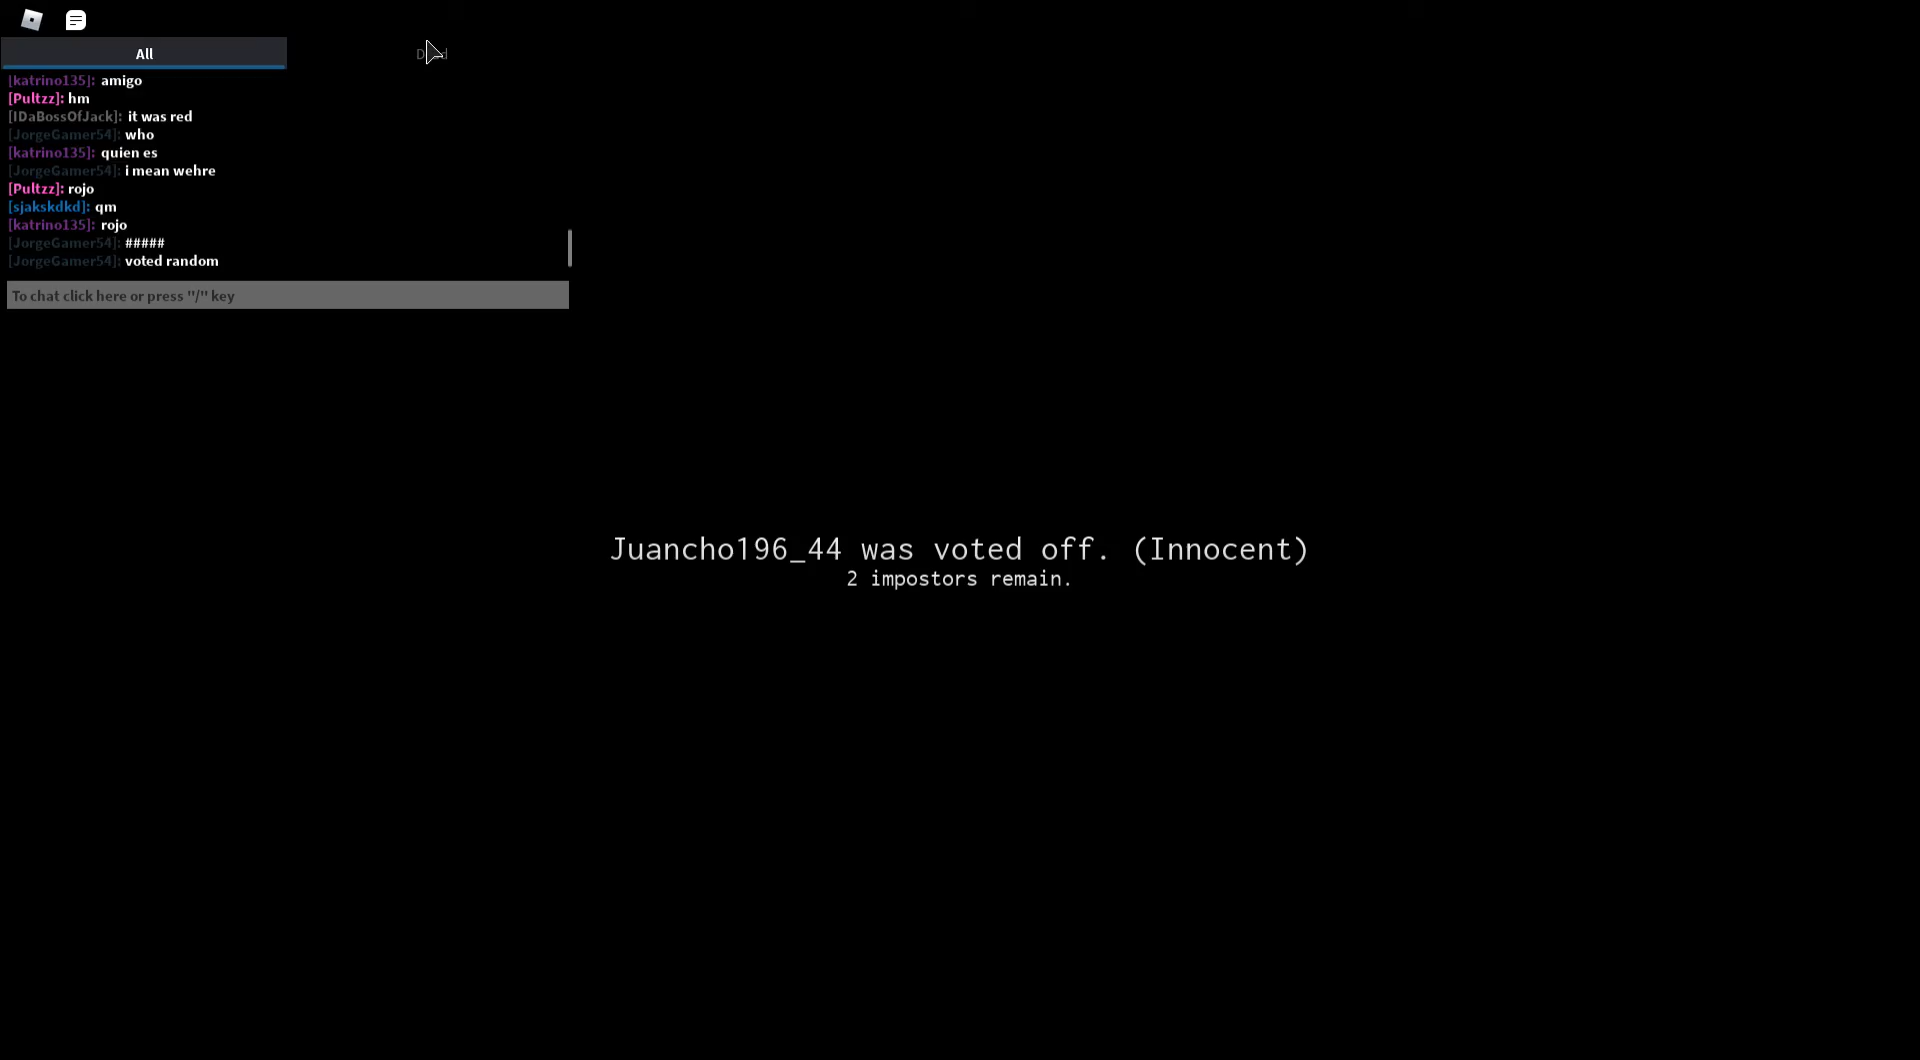 All
[katrino135]: amigo
[Pultzz]: hm
[IDaBossOfJack]: it was red
[JorgeGamer54]: who
[katrino135]: quien es
[JorgeGamer54]: i mean wehre
[Pultzz]: rojo
[sjakskdkd]: qm
[katrino135]: rojo
[JorgeGamer54]: #####
[JorgeGamer54]: voted random
To chat click here or press "/" key
Juancho196_44 was voted off. (Innocent)
2 impostors remain.